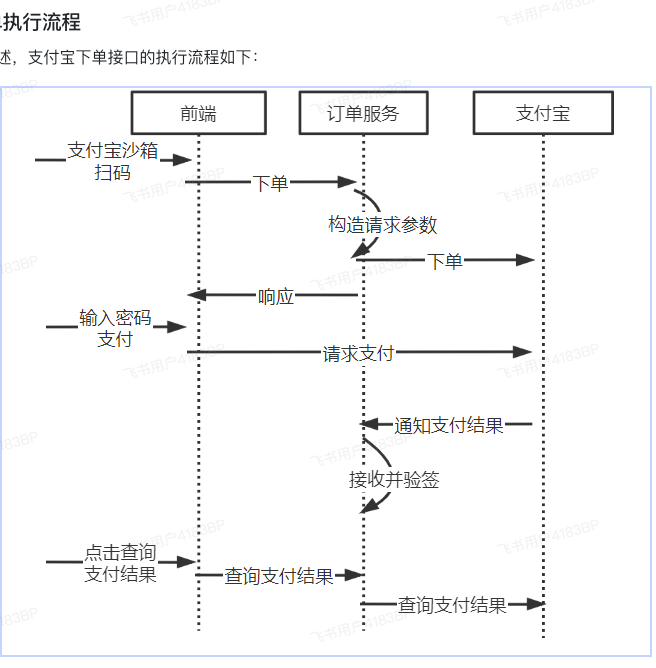 执行流程
述，支付宝下单接口的执行流程如下：
前端
订单服务
支付宝
支付宝沙箱
扫码
下单
构造请求参数
下单
响应
输入密码
支付
请求支付
通知支付结果
接收并验签
点击查询
支付结果
查询支付结果
查询支付结果
飞书用户4183BP